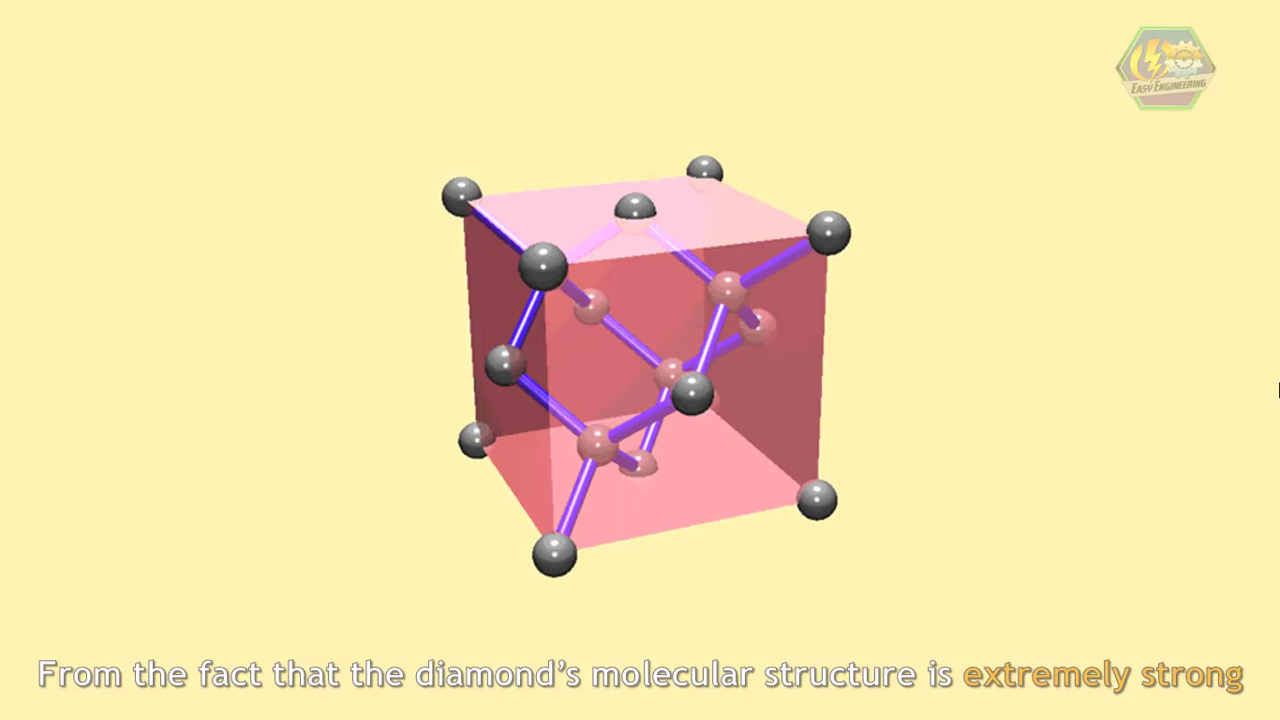 EASY ENGINEERING
From the fact that the diamond’s molecular structure is extremely strong